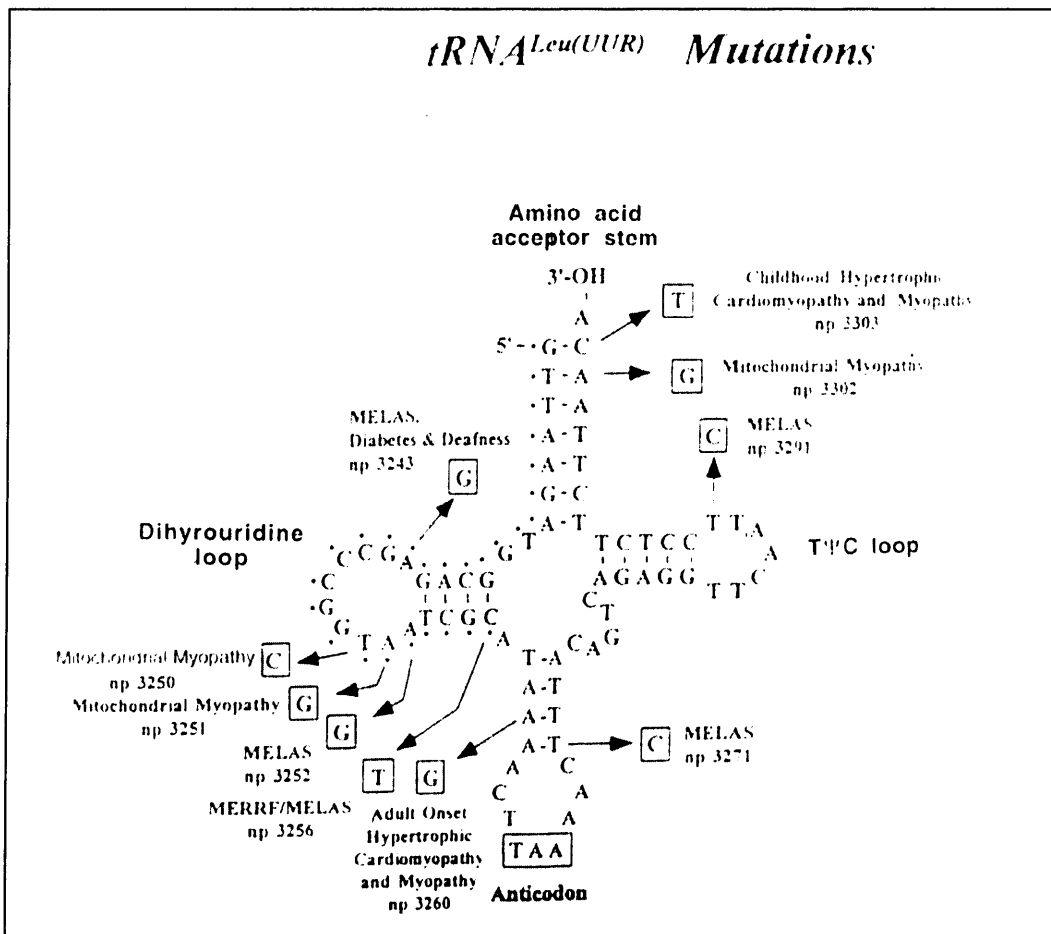 tRNA^Leu(UUR) Mutations
Amino acid
acceptor stem
3'-OH
A
5'- · G - C
· T - A
· T - A
· A - T
· A - T
· G - C
· A - T
T
Childhood Hypertrophic
Cardiomyopathy and Myopathy
np 3303
G
Mitochondrial Myopathy
np 3302
C
MELAS
np 3291
MELAS,
Diabetes & Deafness
np 3243
G
Dihyrouridine
loop
G T
T C T C C
T T A A C T T
A G A G G
TΨC loop
C C C G A
G A C G
C G G T A A
T C G C A
C T G A C
Mitochondrial Myopathy
np 3250
C
Mitochondrial Myopathy
np 3251
G
MELAS
np 3252
G
MERRF/MELAS
np 3256
T
G
Adult Onset
Hypertrophic
Cardiomyopathy
and Myopathy
np 3260
T - A
A - T
A - T
A - T
C
MELAS
np 3271
A C
C A
T A
TAA
Anticodon